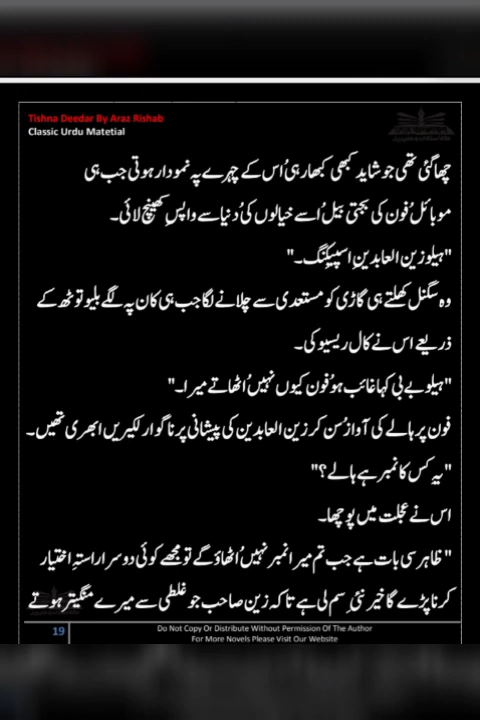 Tishna Deedar By Araz Rishab
Classic Urdu Matetial
چھا گئی تھی جو شاید کبھی کبھار ہی اُس کے چہرے پہ نمودار ہوتی جب ہی
موبائل فون کی بجتی بیل اُسے خیالوں کی دُنیا سے واپس کھینچ لائی۔
"ہیلو زین العابدین اسپیکنگ۔"
وہ سگنل کھلتے ہی گاڑی کو مستعدی سے چلانے لگا جب ہی کان پہ لگے بلیو توٹھ کے
ذریعے اس نے کال ریسیو کی۔
"ہیلو بے بی کہا غائب ہو فون کیوں نہیں اُٹھاتے میرا۔"
فون پر ہالے کی آواز سُن کر زین العابدین کی پیشانی پر ناگوار لکیریں ابھری تھیں۔
"یہ کس کا نمبر ہے ہالے؟"
اس نے عجلت میں پوچھا۔
"ظاہر سی بات ہے جب تم میرا نمبر نہیں اُٹھاؤ گے تو مجھے کوئی دوسرا راستہ اختیار
کرنا پڑے گا خیر نئی سم لی ہے تاکہ زین صاحب جو غلطی سے میرے منگیتر ہوتے
19
Do Not Copy Or Distribute Without Permission Of The Author
For More Novels Please Visit Our Website